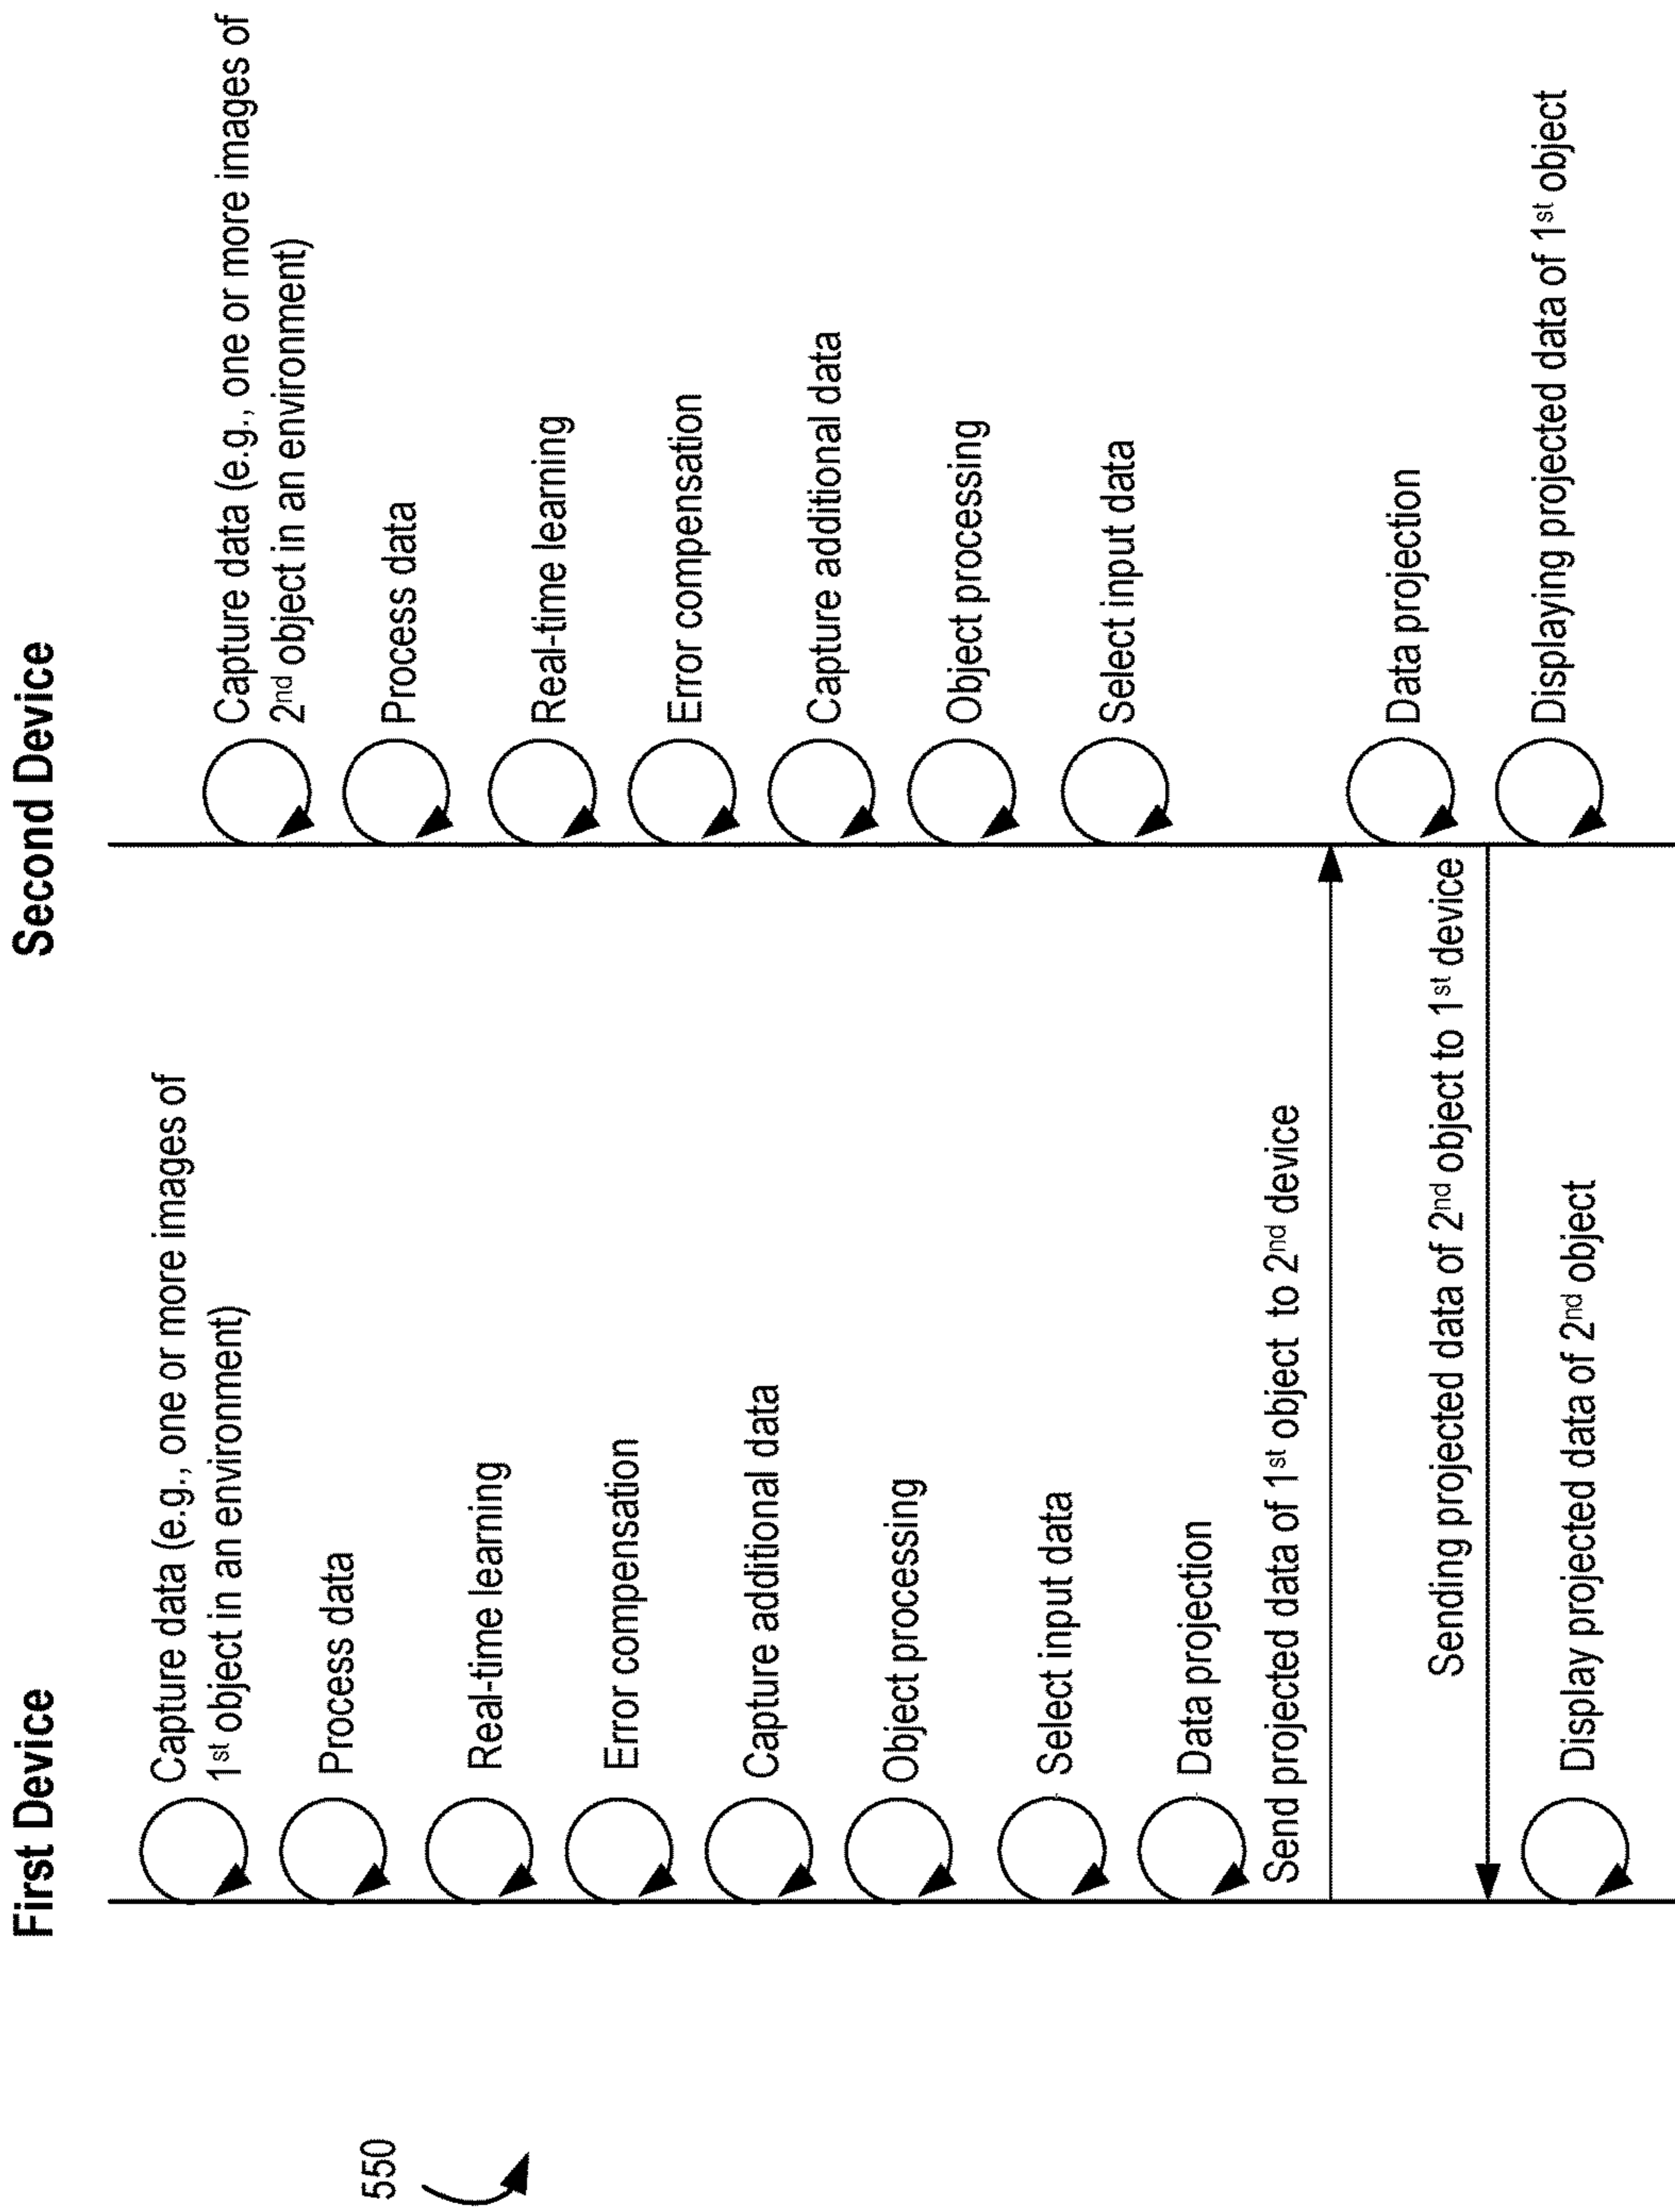 550
First Device
Second Device
Capture data (e.g., one or more images of
1st object in an environment)
Process data
Real-time learning
Error compensation
Capture additional data
Object processing
Select input data
Data projection
Send projected data of 1st object to 2nd device
Capture data (e.g., one or more images of
2nd object in an environment)
Process data
Real-time learning
Error compensation
Capture additional data
Object processing
Select input data
Data projection
Sending projected data of 2nd object to 1st device
Display projected data of 2nd object
Displaying projected data of 1st object